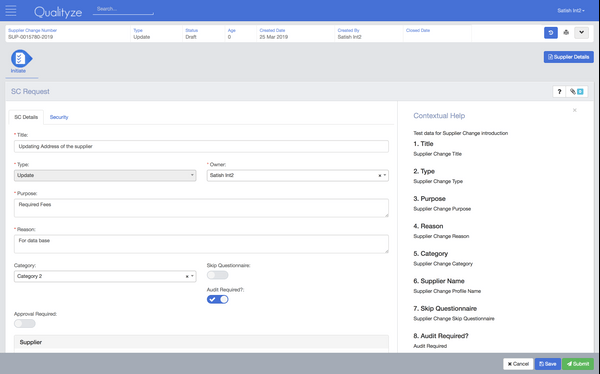 Qualityze
Search...
Satish Int2
Supplier Change Number
Type
Status
Age
Created Date
Created By
Closed Date
SUP-0015780-2019
Update
Draft
0
25 Mar 2019
Satish Int2
Initiate
Supplier Details
SC Request
?
SC Details
Security
* Title:
Updating Address of the supplier
* Type:
* Owner:
Update
Satish Int2
* Purpose:
Required Fees
* Reason:
For data base
Category:
Skip Questionnaire:
Category 2
Audit Required?:
Approval Required:
Supplier
Contextual Help
Test data for Supplier Change introduction
1. Title
Supplier Change Title
2. Type
Supplier Change Type
3. Purpose
Supplier Change Purpose
4. Reason
Supplier Change Reason
5. Category
Supplier Change Category
6. Supplier Name
Supplier Change Profile Name
7. Skip Questionnaire
Supplier Change Skip Questionnaire
8. Audit Required?
Audit Required
Cancel
Save
Submit